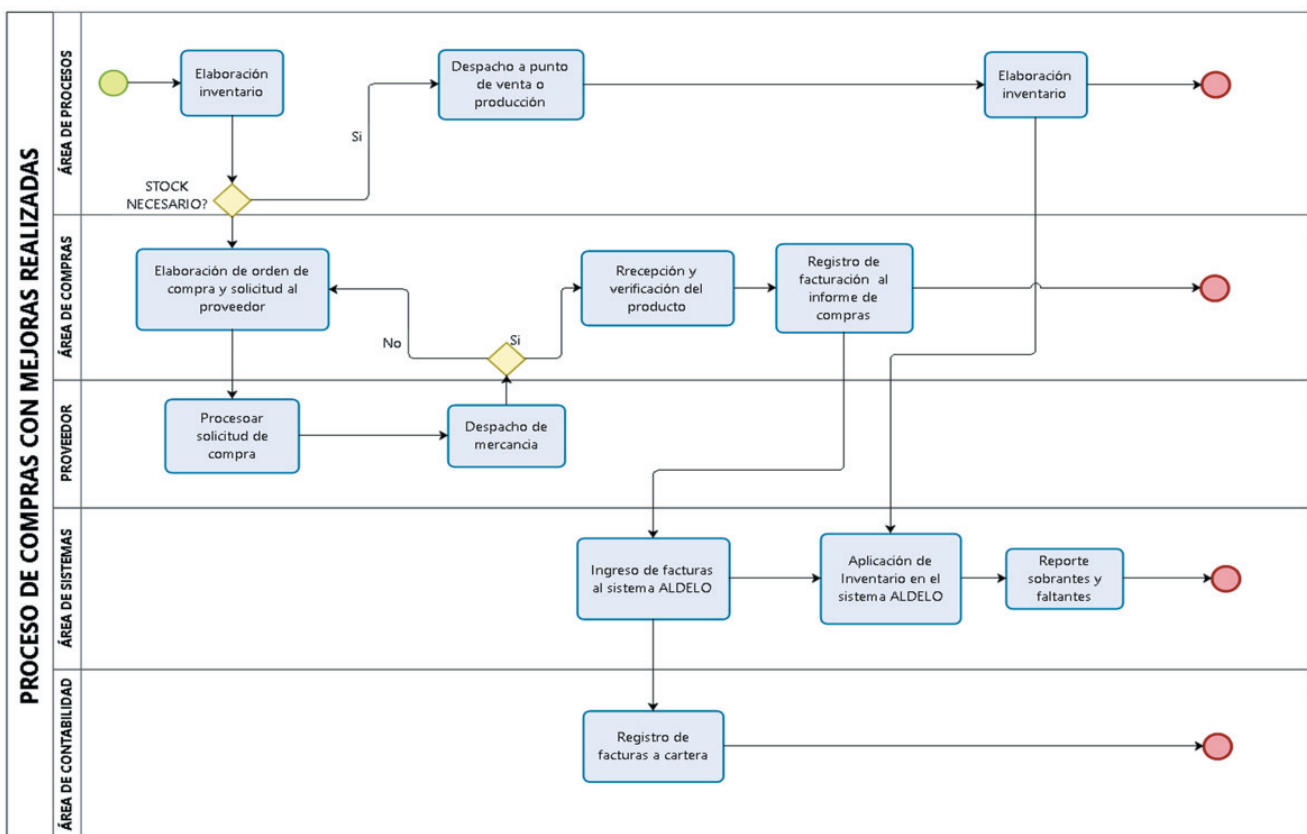 PROCESO DE COMPRAS CON MEJORAS REALIZADAS
ÁREA DE PROCESOS
Elaboración
inventario
Despacho a punto
de venta o
producción
Elaboración
inventario
Si
STOCK
NECESARIO?
ÁREA DE COMPRAS
Elaboración de orden de
compra y solicitud al
proveedor
Rrecepción y
verificación del
producto
Registro de
facturación al
informe de
compras
No
Si
PROVEEDOR
Procesoar
solicitud de
compra
Despacho de
mercancia
ÁREA DE SISTEMAS
Ingreso de facturas
al sistema ALDELO
Aplicación de
Inventario en el
sistema ALDELO
Reporte
sobrantes y
faltantes
ÁREA DE CONTABILIDAD
Registro de
facturas a cartera